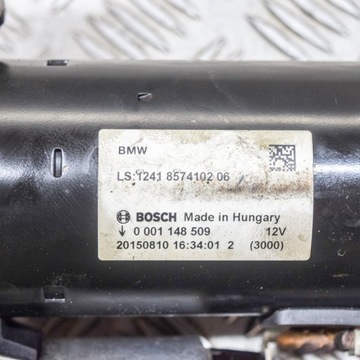 BMW
LS:1241 8574102 06
BOSCH Made in Hungary
↓ 0 001 148 509 12V
20150810 16:34:01 2 (3000)